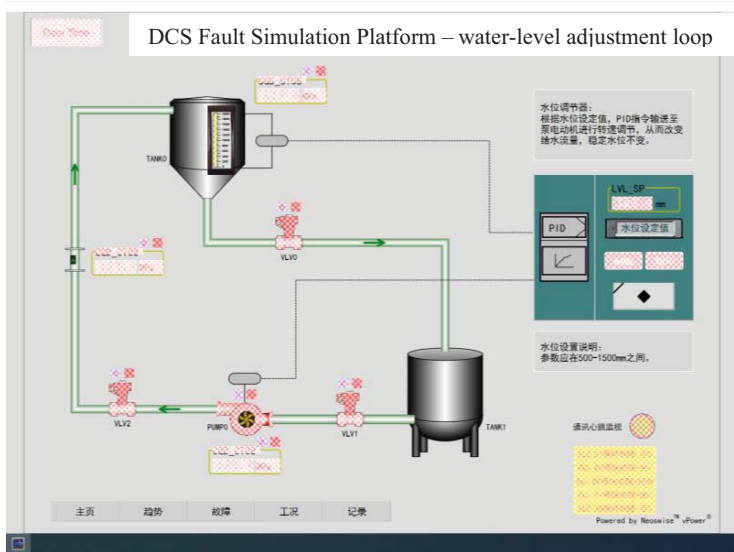 DCS Fault Simulation Platform – water-level adjustment loop
TANK0
水位调节器:
根据水位设定值, PID指令输送至
泵电动机进行转速调节, 从而改变
给水流量, 稳定水位不变。
LVL_SP
mm
PID
水位设定值
VLV0
水位设置说明:
参数应在500-1500mm之间。
VLV2
PUMP0
VLV1
TANK1
通讯心跳监视
主页
趋势
故障
工况
记录
Powered by Neoswise™ vPower®